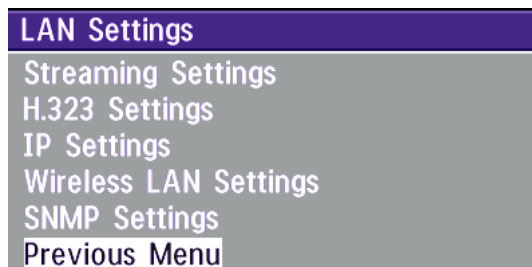 LAN Settings
Streaming Settings
H.323 Settings
IP Settings
Wireless LAN Settings
SNMP Settings
Previous Menu